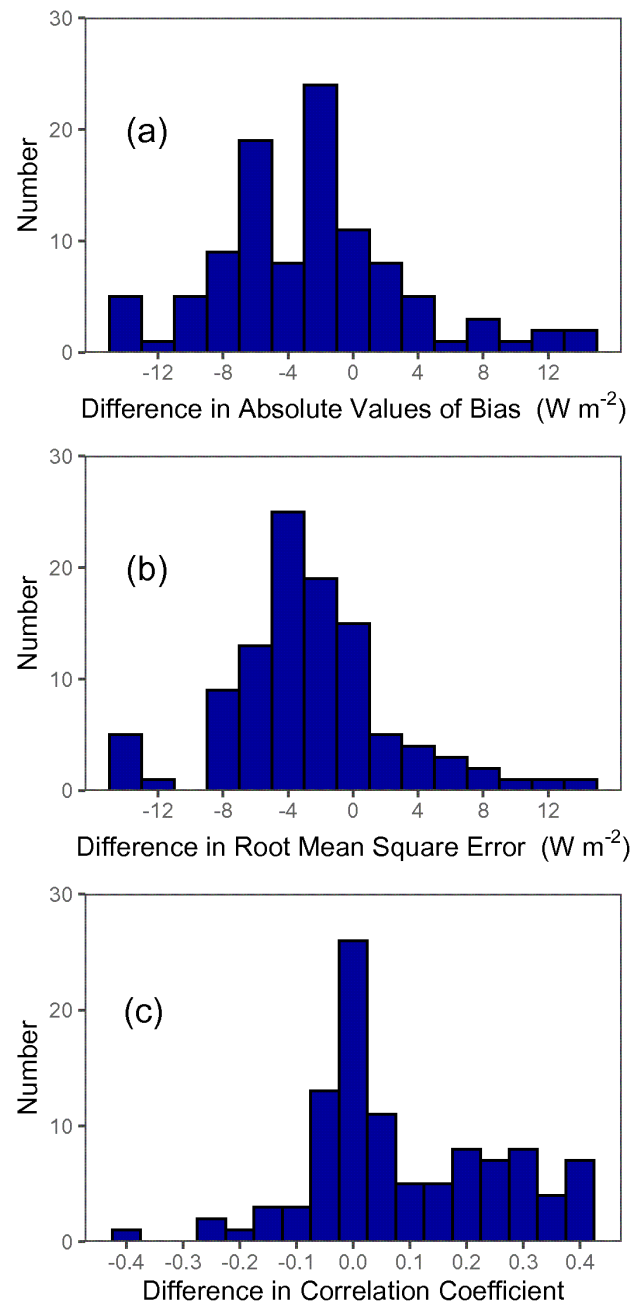 30
20
10
0
Number
(a)
-12 -8 -4 0 4 8 12
Difference in Absolute Values of Bias (W m⁻²)
30
20
10
0
Number
(b)
-12 -8 -4 0 4 8 12
Difference in Root Mean Square Error (W m⁻²)
30
20
10
0
Number
(c)
-0.4 -0.3 -0.2 -0.1 0.0 0.1 0.2 0.3 0.4
Difference in Correlation Coefficient